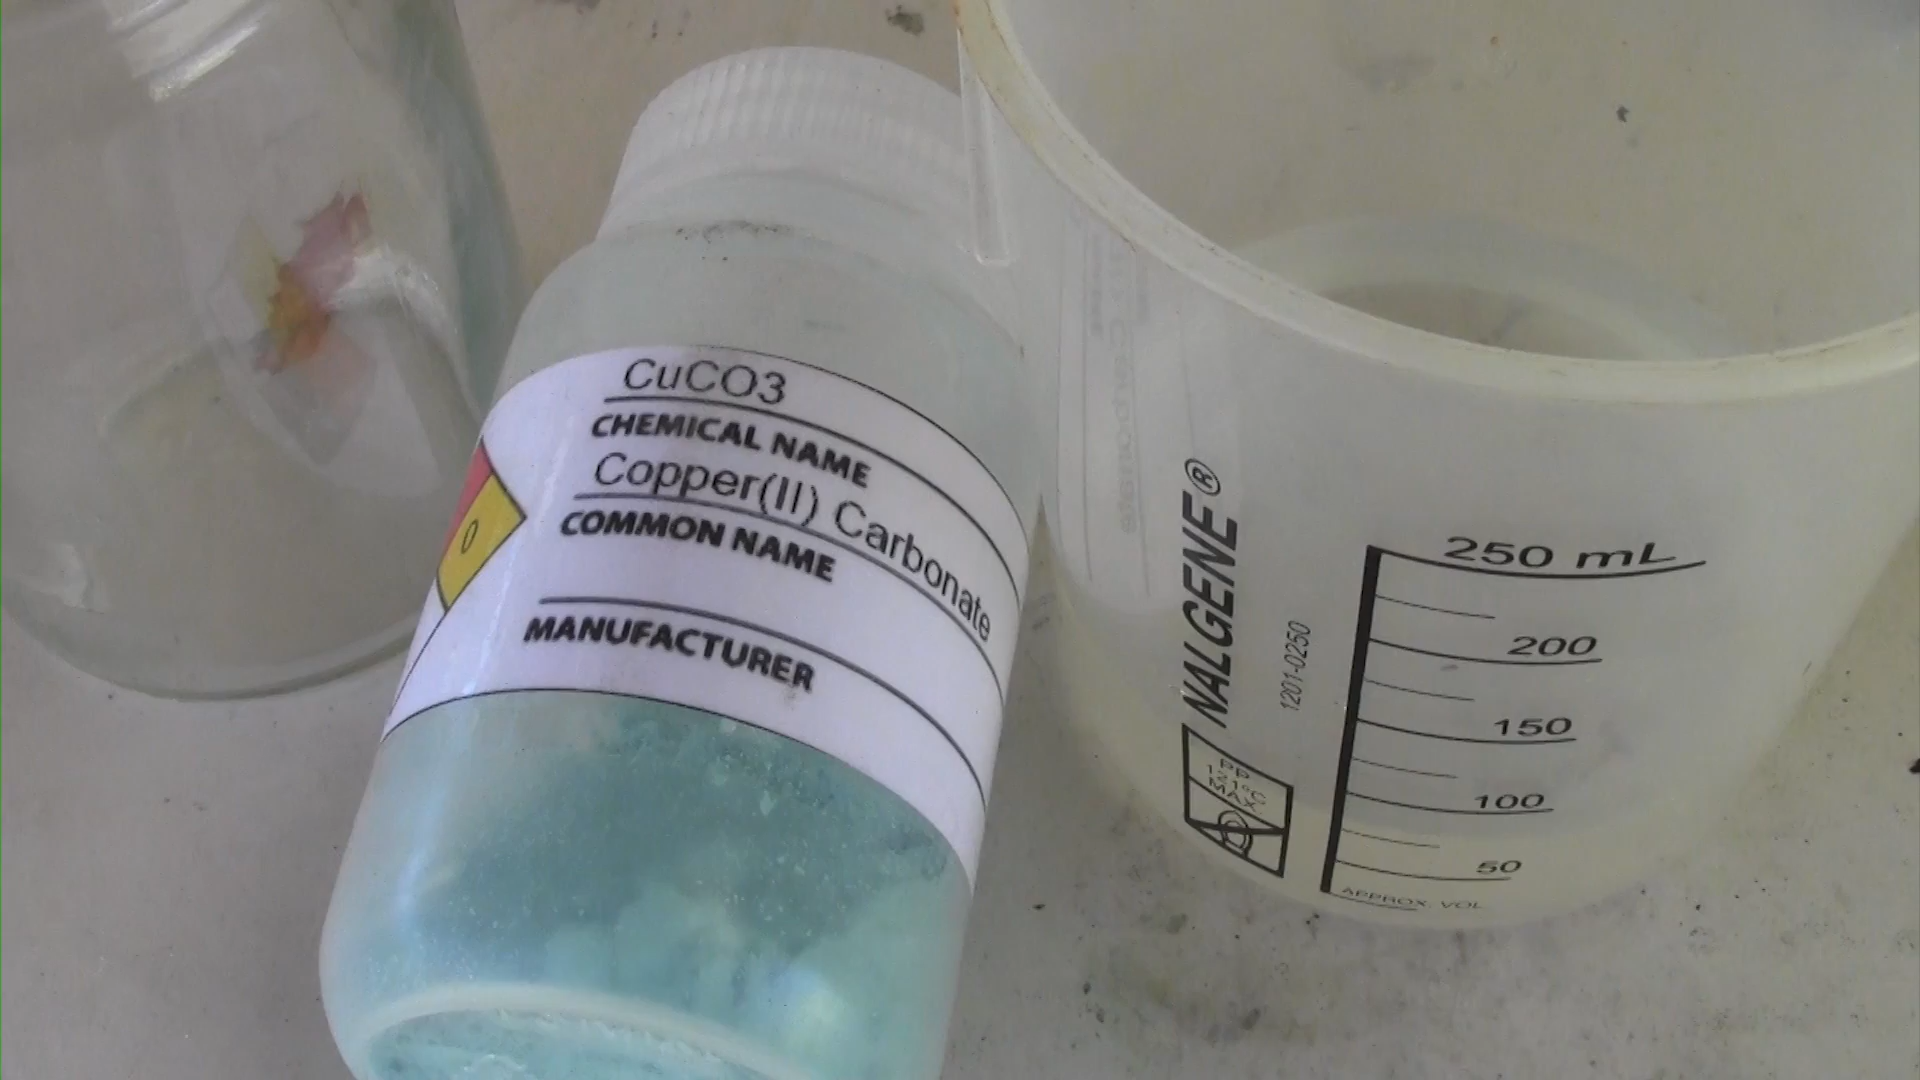 CuCO3
CHEMICAL NAME
Copper(II) Carbonate
COMMON NAME
MANUFACTURER
0
NALGENE®
1201-0250
PP
121°C
MAX
250 mL
200
150
100
50
APPROX. VOL